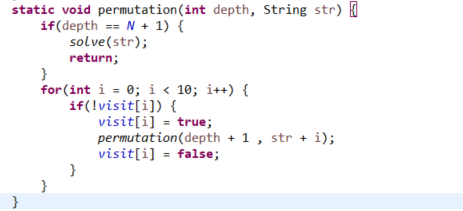 static void permutation(int depth, String str) {
    if(depth == N + 1) {
        solve(str);
        return;
    }
    for(int i = 0; i < 10; i++) {
        if(!visit[i]) {
            visit[i] = true;
            permutation(depth + 1 , str + i);
            visit[i] = false;
        }
    }
}